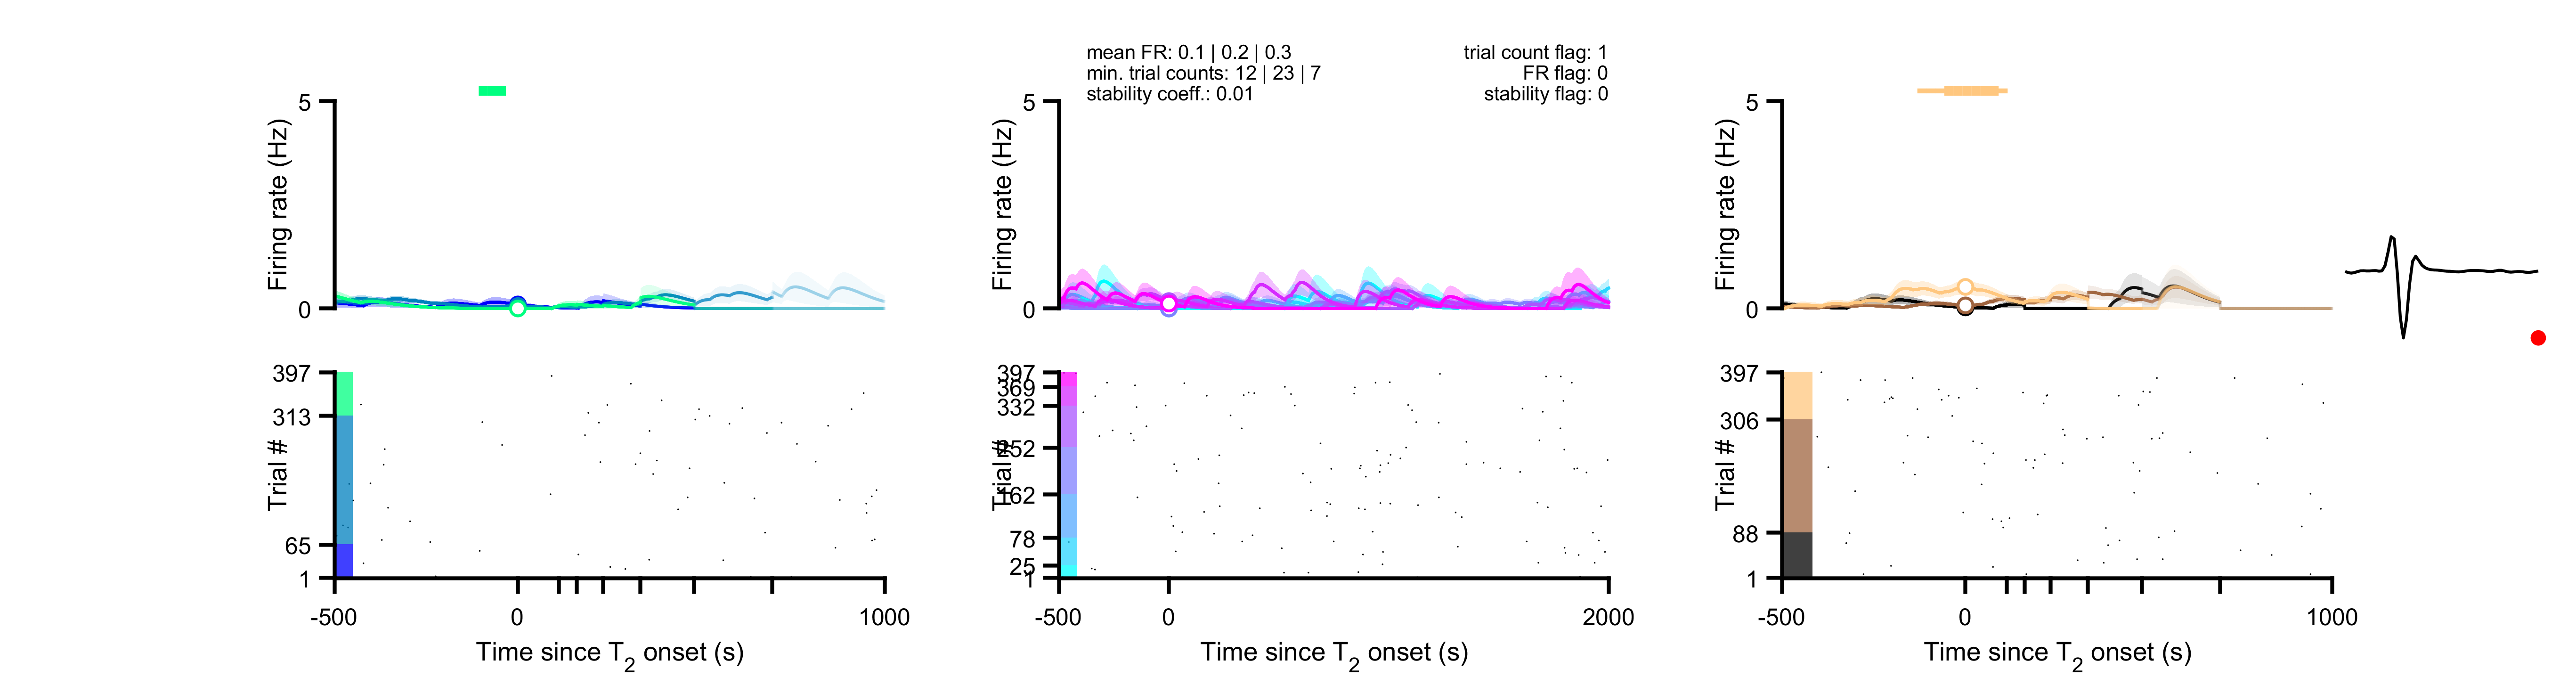 mean FR: 0.1 | 0.2 | 0.3
min. trial counts: 12 | 23 | 7
stability coeff.: 0.01
trial count flag: 1
FR flag: 0
stability flag: 0
5
0
Firing rate (Hz)
397
313
65
1
Trial #
-500
0
1000
Time since T2 onset (s)
5
0
Firing rate (Hz)
397
369
332
252
162
78
25
1
Trial #
-500
0
2000
Time since T2 onset (s)
5
0
Firing rate (Hz)
397
306
88
1
Trial #
-500
0
1000
Time since T2 onset (s)